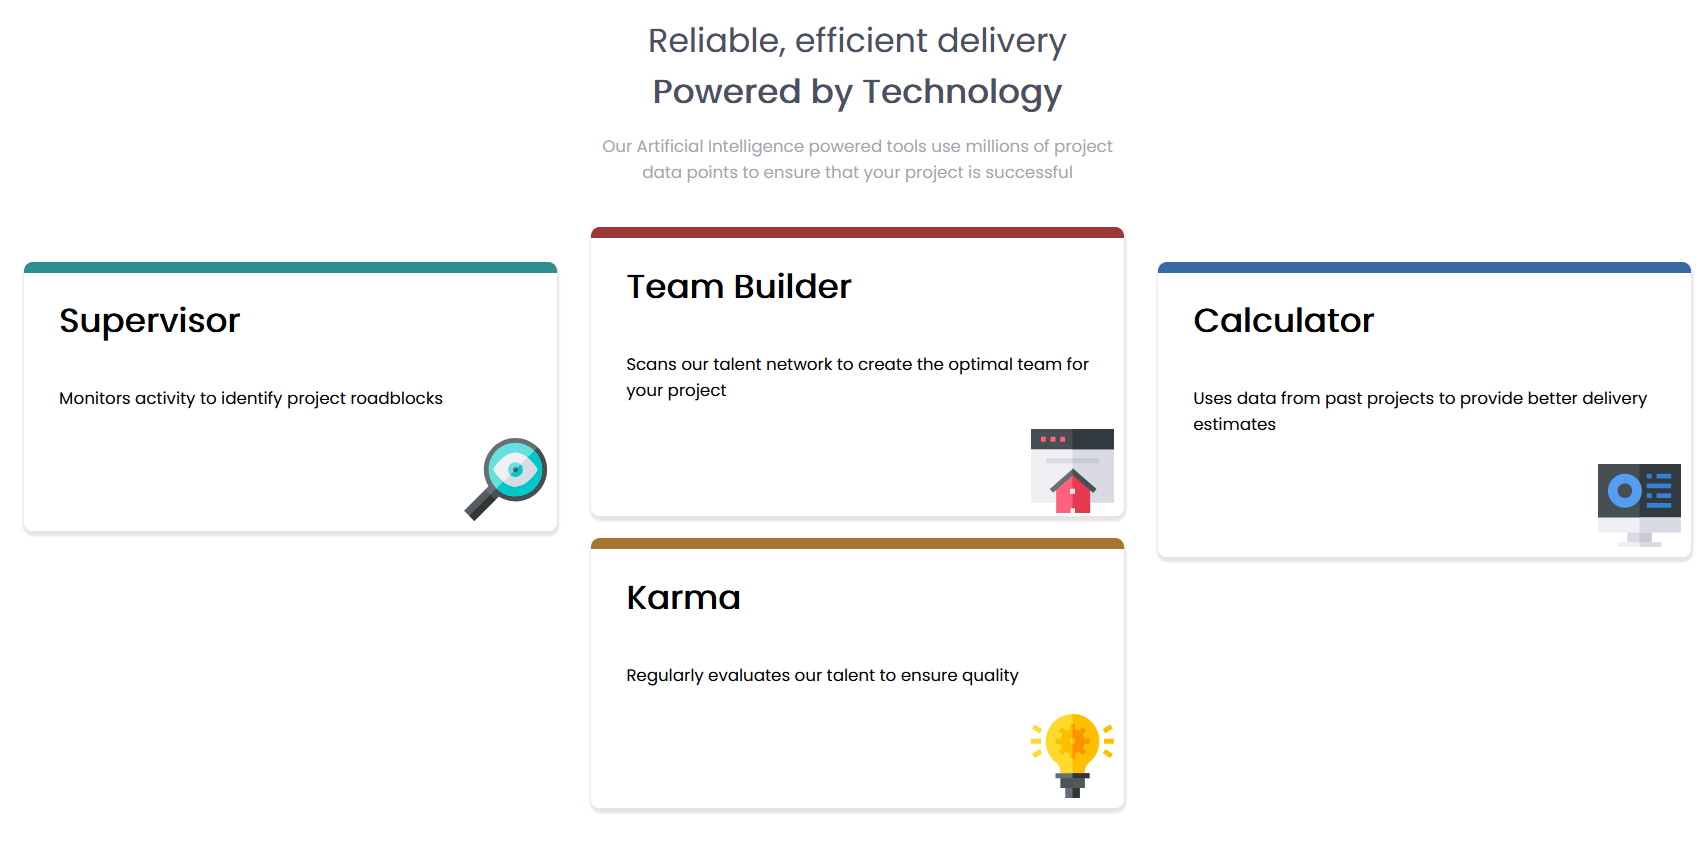 Reliable, efficient delivery
Powered by Technology
Our Artificial Intelligence powered tools use millions of project
data points to ensure that your project is successful
Supervisor
Monitors activity to identify project roadblocks
Team Builder
Scans our talent network to create the optimal team for
your project
Karma
Regularly evaluates our talent to ensure quality
Calculator
Uses data from past projects to provide better delivery
estimates